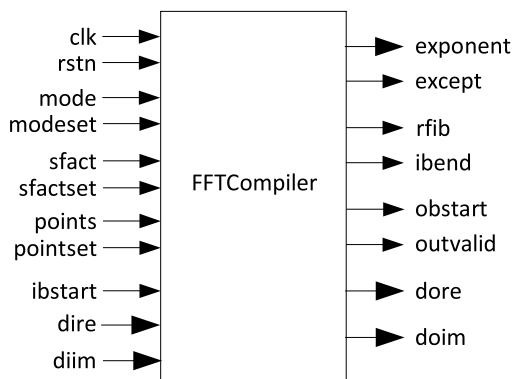 clk
rstn
mode
modeset
sfact
sfactset
points
pointset
ibstart
dire
diim
FFTCompiler
exponent
except
rfib
ibend
obstart
outvalid
dore
doim